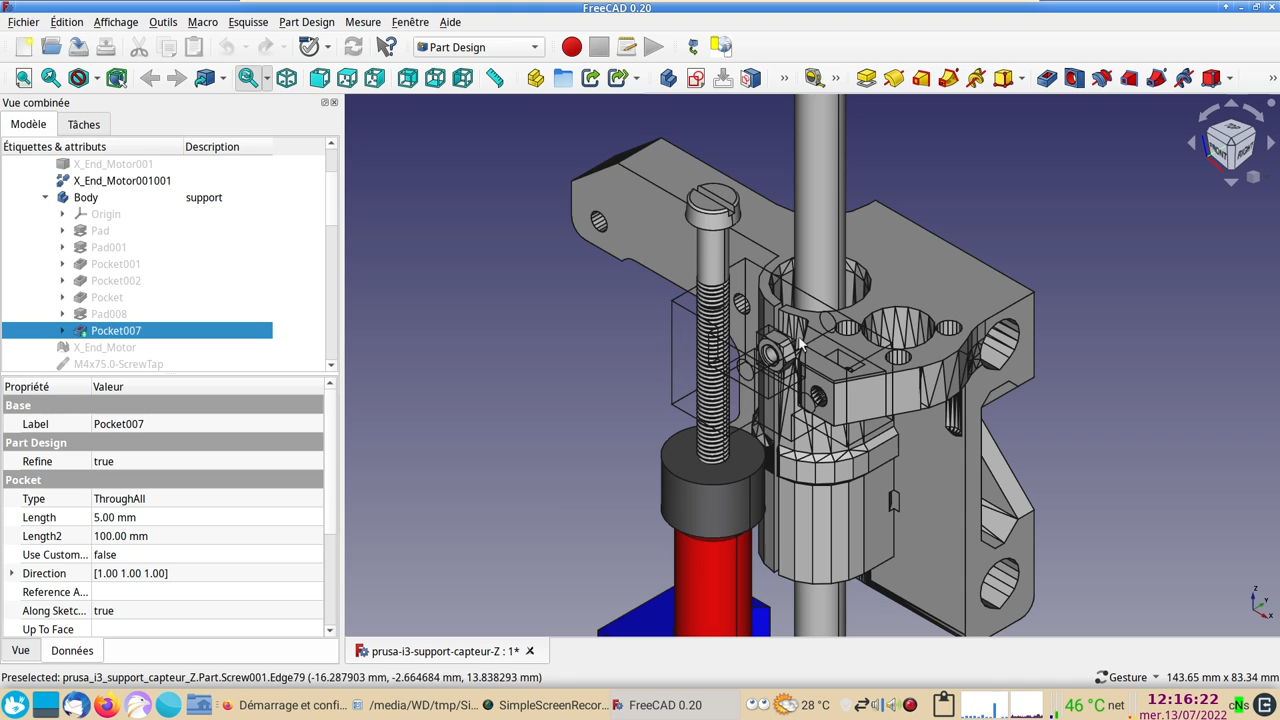 FreeCAD 0.20
Fichier Édition Affichage Outils Macro Esquisse Part Design Mesure Fenêtre Aide
Part Design
Vue combinée
Modèle Tâches
Étiquettes & attributs Description
X_End_Motor001
X_End_Motor001001
Body support
Origin
Pad
Pad001
Pocket001
Pocket002
Pocket
Pad008
Pocket007
X_End_Motor
M4x75.0-ScrewTap
Propriété Valeur
Base
Label Pocket007
Part Design
Refine true
Pocket
Type ThroughAll
Length 5.00 mm
Length2 100.00 mm
Use Custom... false
Direction [1.00 1.00 1.00]
Reference A...
Along Sketc... true
Up To Face
Vue Données
FRONT RIGHT
Z
Y
X
prusa-i3-support-capteur-Z : 1*
Preselected: prusa_i3_support_capteur_Z.Part.Screw001.Edge79 (-16.287903 mm, -2.664684 mm, 13.838293 mm) Gesture 143.65 mm x 83.34 mm
Démarrage et confi... /media/WD/tmp/Si... SimpleScreenRecor... FreeCAD 0.20 28 °C 46 °C net 12:16:22
mer.13/07/2022